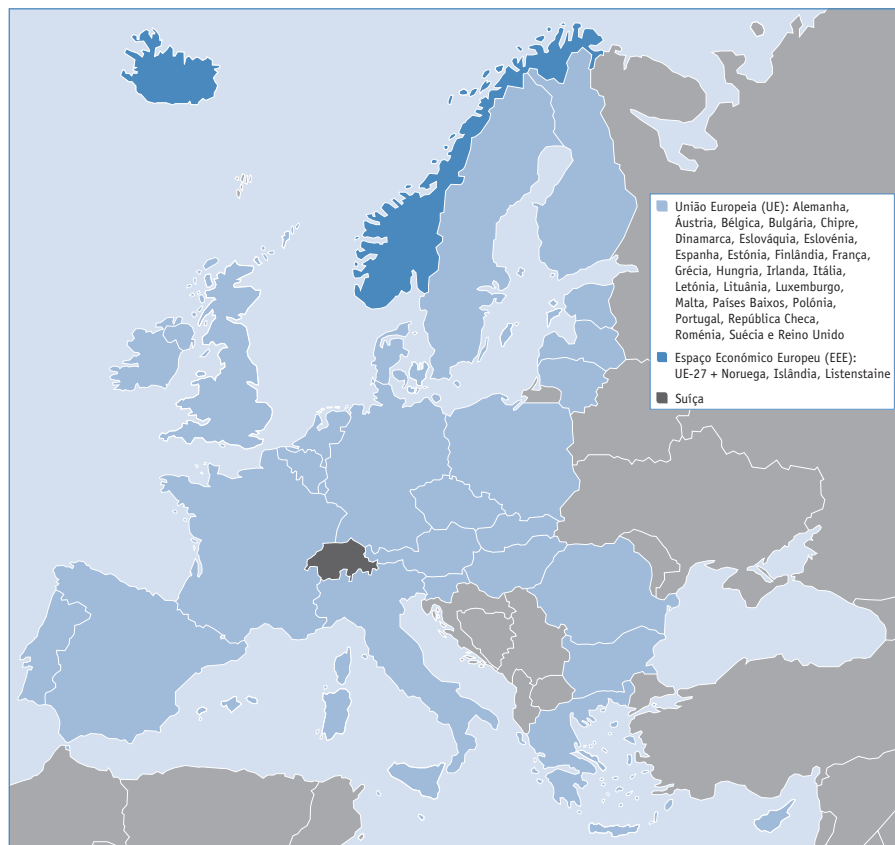 União Europeia (UE): Alemanha,
Áustria, Bélgica, Bulgária, Chipre,
Dinamarca, Eslováquia, Eslovénia,
Espanha, Estónia, Finlândia, França,
Grécia, Hungria, Irlanda, Itália,
Letónia, Lituânia, Luxemburgo,
Malta, Países Baixos, Polónia,
Portugal, República Checa,
Roménia, Suécia e Reino Unido
Espaço Económico Europeu (EEE):
UE-27 + Noruega, Islândia, Listenstaine
Suíça